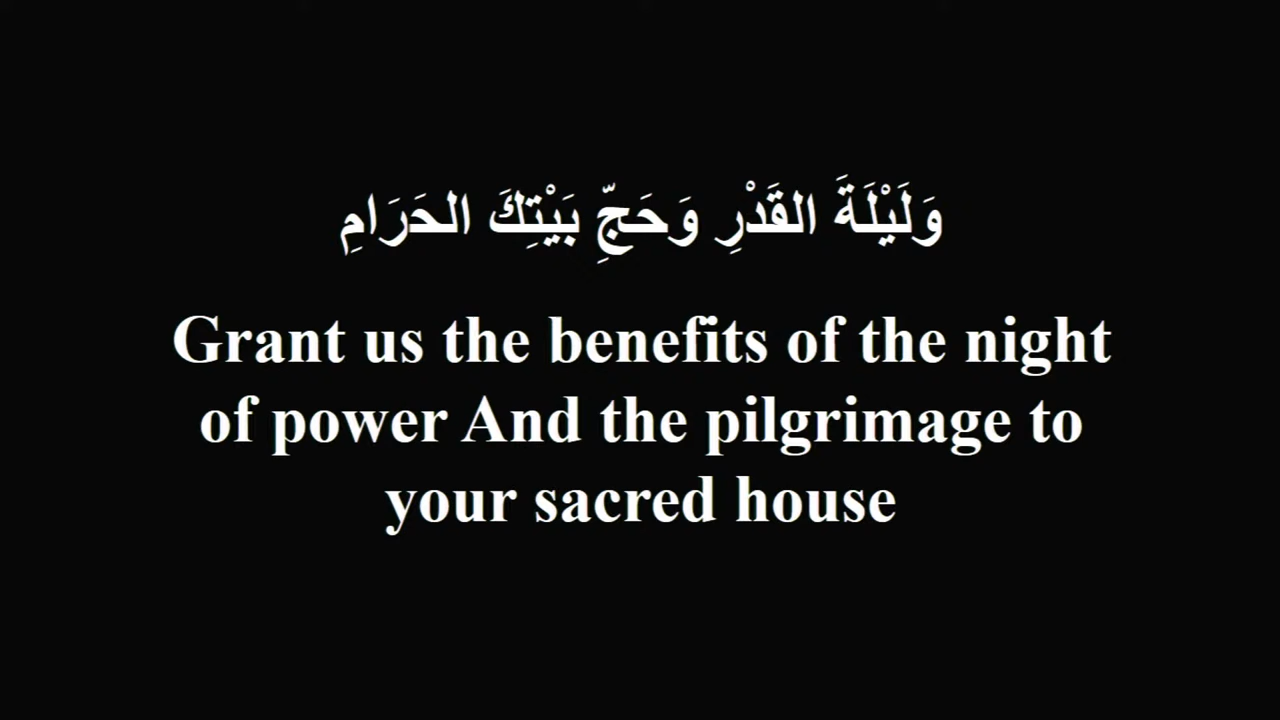 وَلَيْلَةَ القَدْرِ وَحَجِّ بَيْتِكَ الحَرَامِ
Grant us the benefits of the night
of power And the pilgrimage to
your sacred house